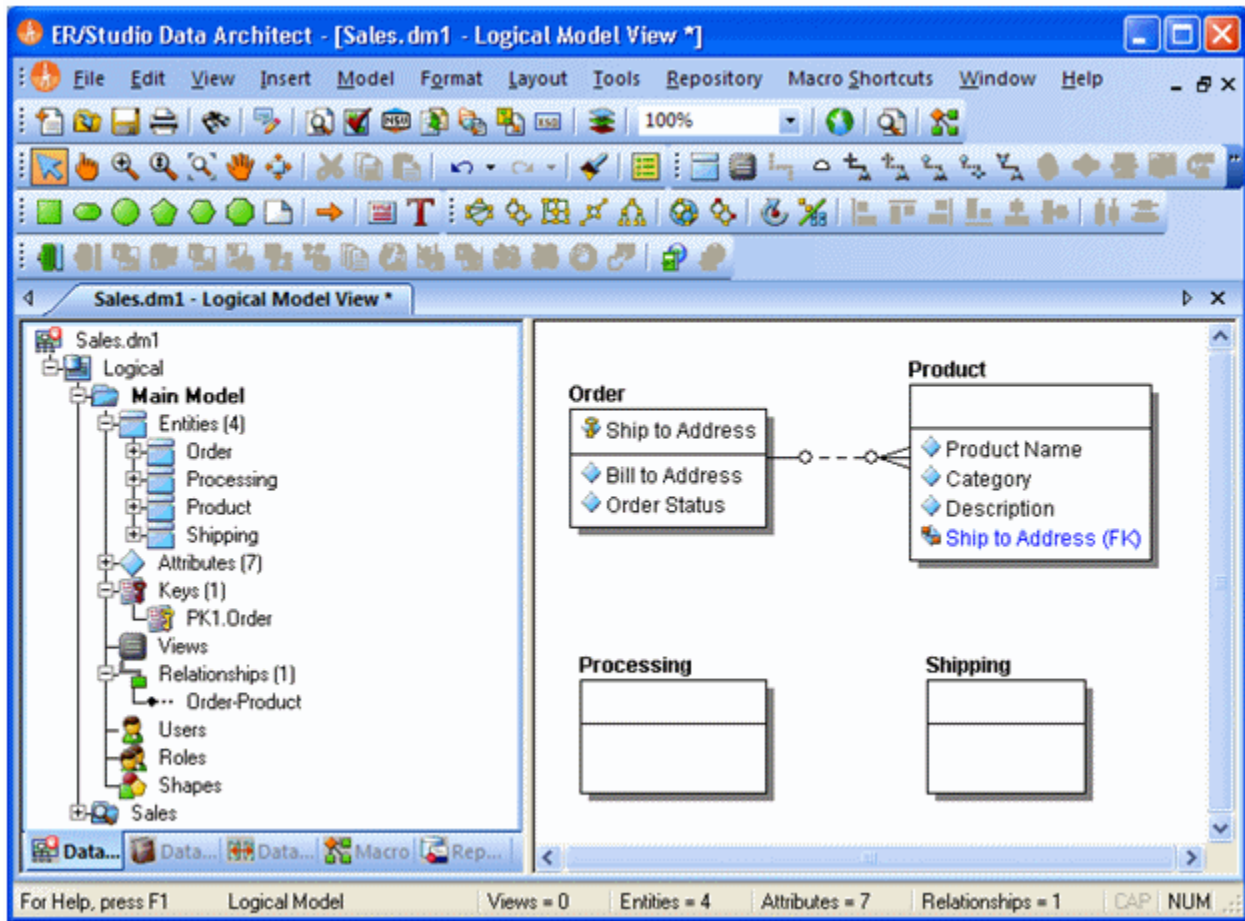 ER/Studio Data Architect - [Sales.dm1 - Logical Model View *]
File Edit View Insert Model Format Layout Tools Repository Macro Shortcuts Window Help
NSU XSD 100%
T
Sales.dm1 - Logical Model View *
Sales.dm1
Logical
Main Model
Entities (4)
Order
Processing
Product
Shipping
Attributes (7)
Keys (1)
PK1.Order
Views
Relationships (1)
Order-Product
Users
Roles
Shapes
Sales
Data... Data... Data... Macro Rep...
Order
Ship to Address
Bill to Address
Order Status
Product
Product Name
Category
Description
Ship to Address (FK)
Processing
Shipping
For Help, press F1 Logical Model Views = 0 Entities = 4 Attributes = 7 Relationships = 1 CAP NUM